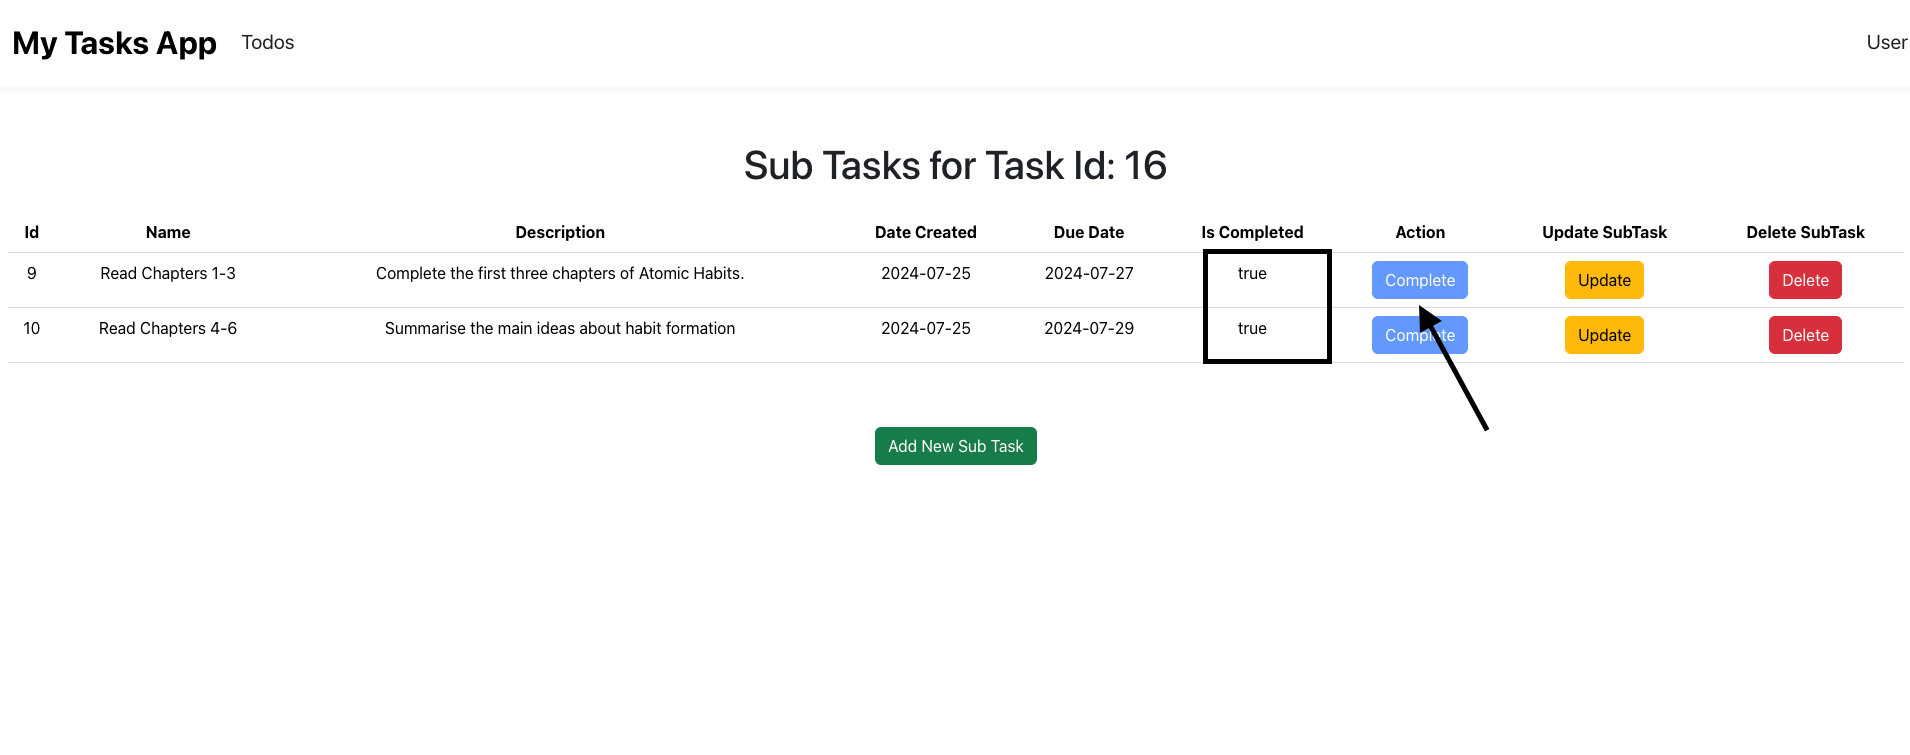 My Tasks App Todos User
Sub Tasks for Task Id: 16
Id Name Description Date Created Due Date Is Completed Action Update SubTask Delete SubTask
9 Read Chapters 1-3 Complete the first three chapters of Atomic Habits. 2024-07-25 2024-07-27 true Complete Update Delete
10 Read Chapters 4-6 Summarise the main ideas about habit formation 2024-07-25 2024-07-29 true Complete Update Delete
Add New Sub Task